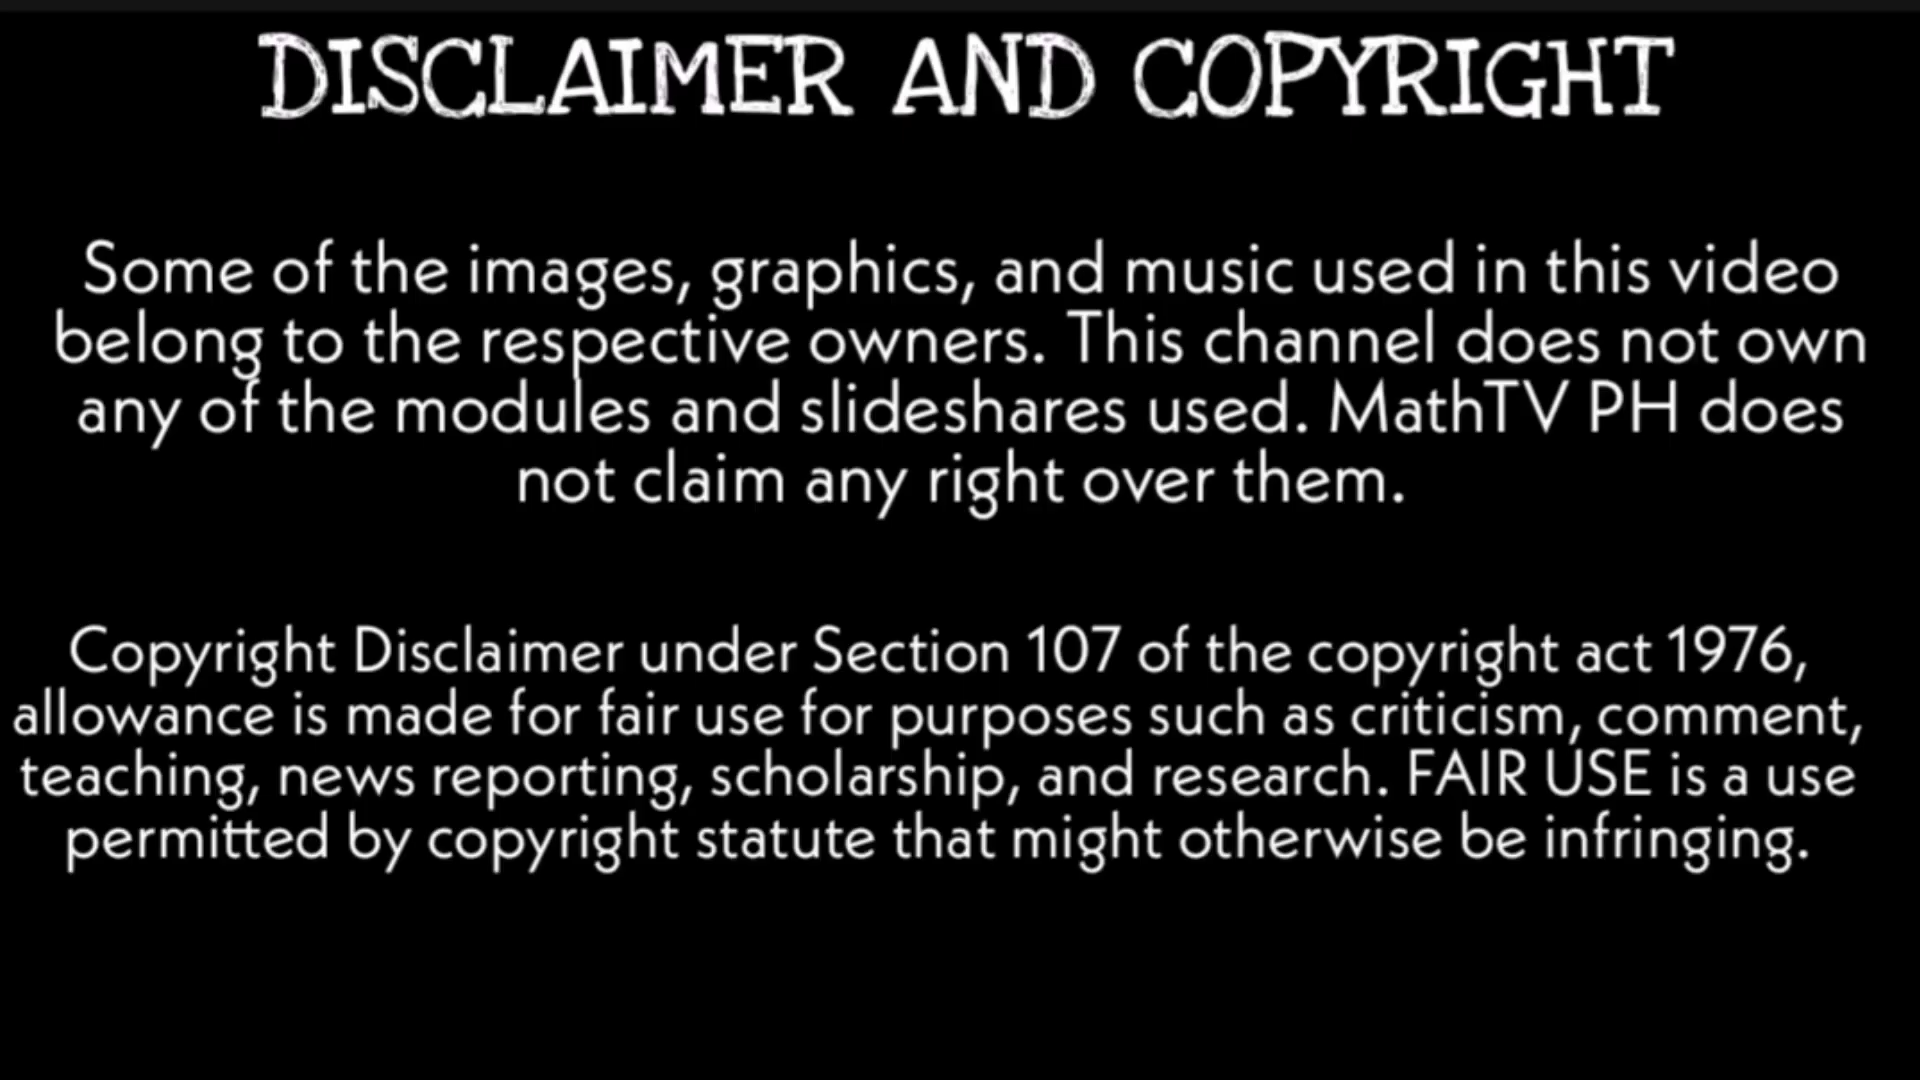 DISCLAIMER AND COPYRIGHT
Some of the images, graphics, and music used in this video
belong to the respective owners. This channel does not own
any of the modules and slideshares used. MathTV PH does
not claim any right over them.
Copyright Disclaimer under Section 107 of the copyright act 1976,
allowance is made for fair use for purposes such as criticism, comment,
teaching, news reporting, scholarship, and research. FAIR USE is a use
permitted by copyright statute that might otherwise be infringing.